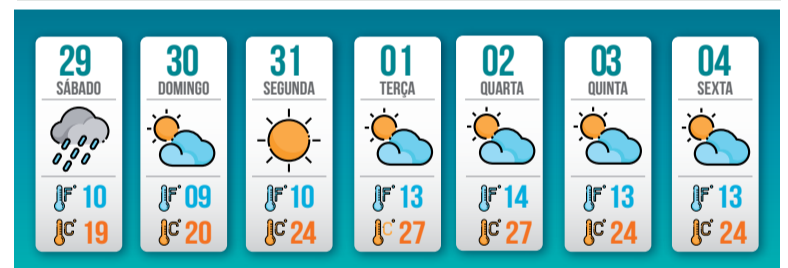 29
SÁBADO
F° 10
C° 19
30
DOMINGO
F° 09
C° 20
31
SEGUNDA
F° 10
C° 24
01
TERÇA
F° 13
C° 27
02
QUARTA
F° 14
C° 27
03
QUINTA
F° 13
C° 24
04
SEXTA
F° 13
C° 24